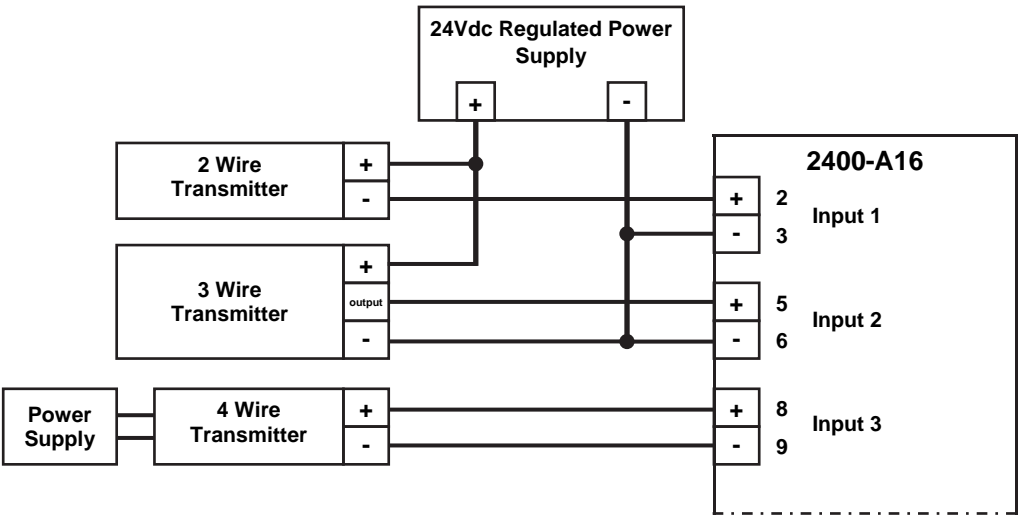 24Vdc Regulated Power
Supply
+
-
2 Wire
Transmitter
+
-
2400-A16
+
2
-
3
Input 1
3 Wire
Transmitter
+
output
-
+
5
-
6
Input 2
Power
Supply
4 Wire
Transmitter
+
-
+
8
-
9
Input 3